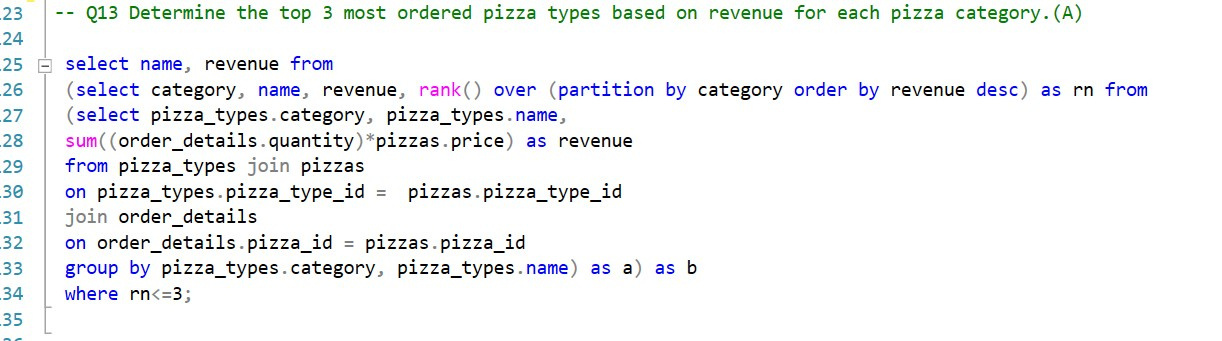 23 -- Q13 Determine the top 3 most ordered pizza types based on revenue for each pizza category.(A)
24
25 select name, revenue from
26 (select category, name, revenue, rank() over (partition by category order by revenue desc) as rn from
27 (select pizza_types.category, pizza_types.name,
28 sum((order_details.quantity)*pizzas.price) as revenue
29 from pizza_types join pizzas
30 on pizza_types.pizza_type_id =  pizzas.pizza_type_id
31 join order_details
32 on order_details.pizza_id = pizzas.pizza_id
33 group by pizza_types.category, pizza_types.name) as a) as b
34 where rn<=3;
35